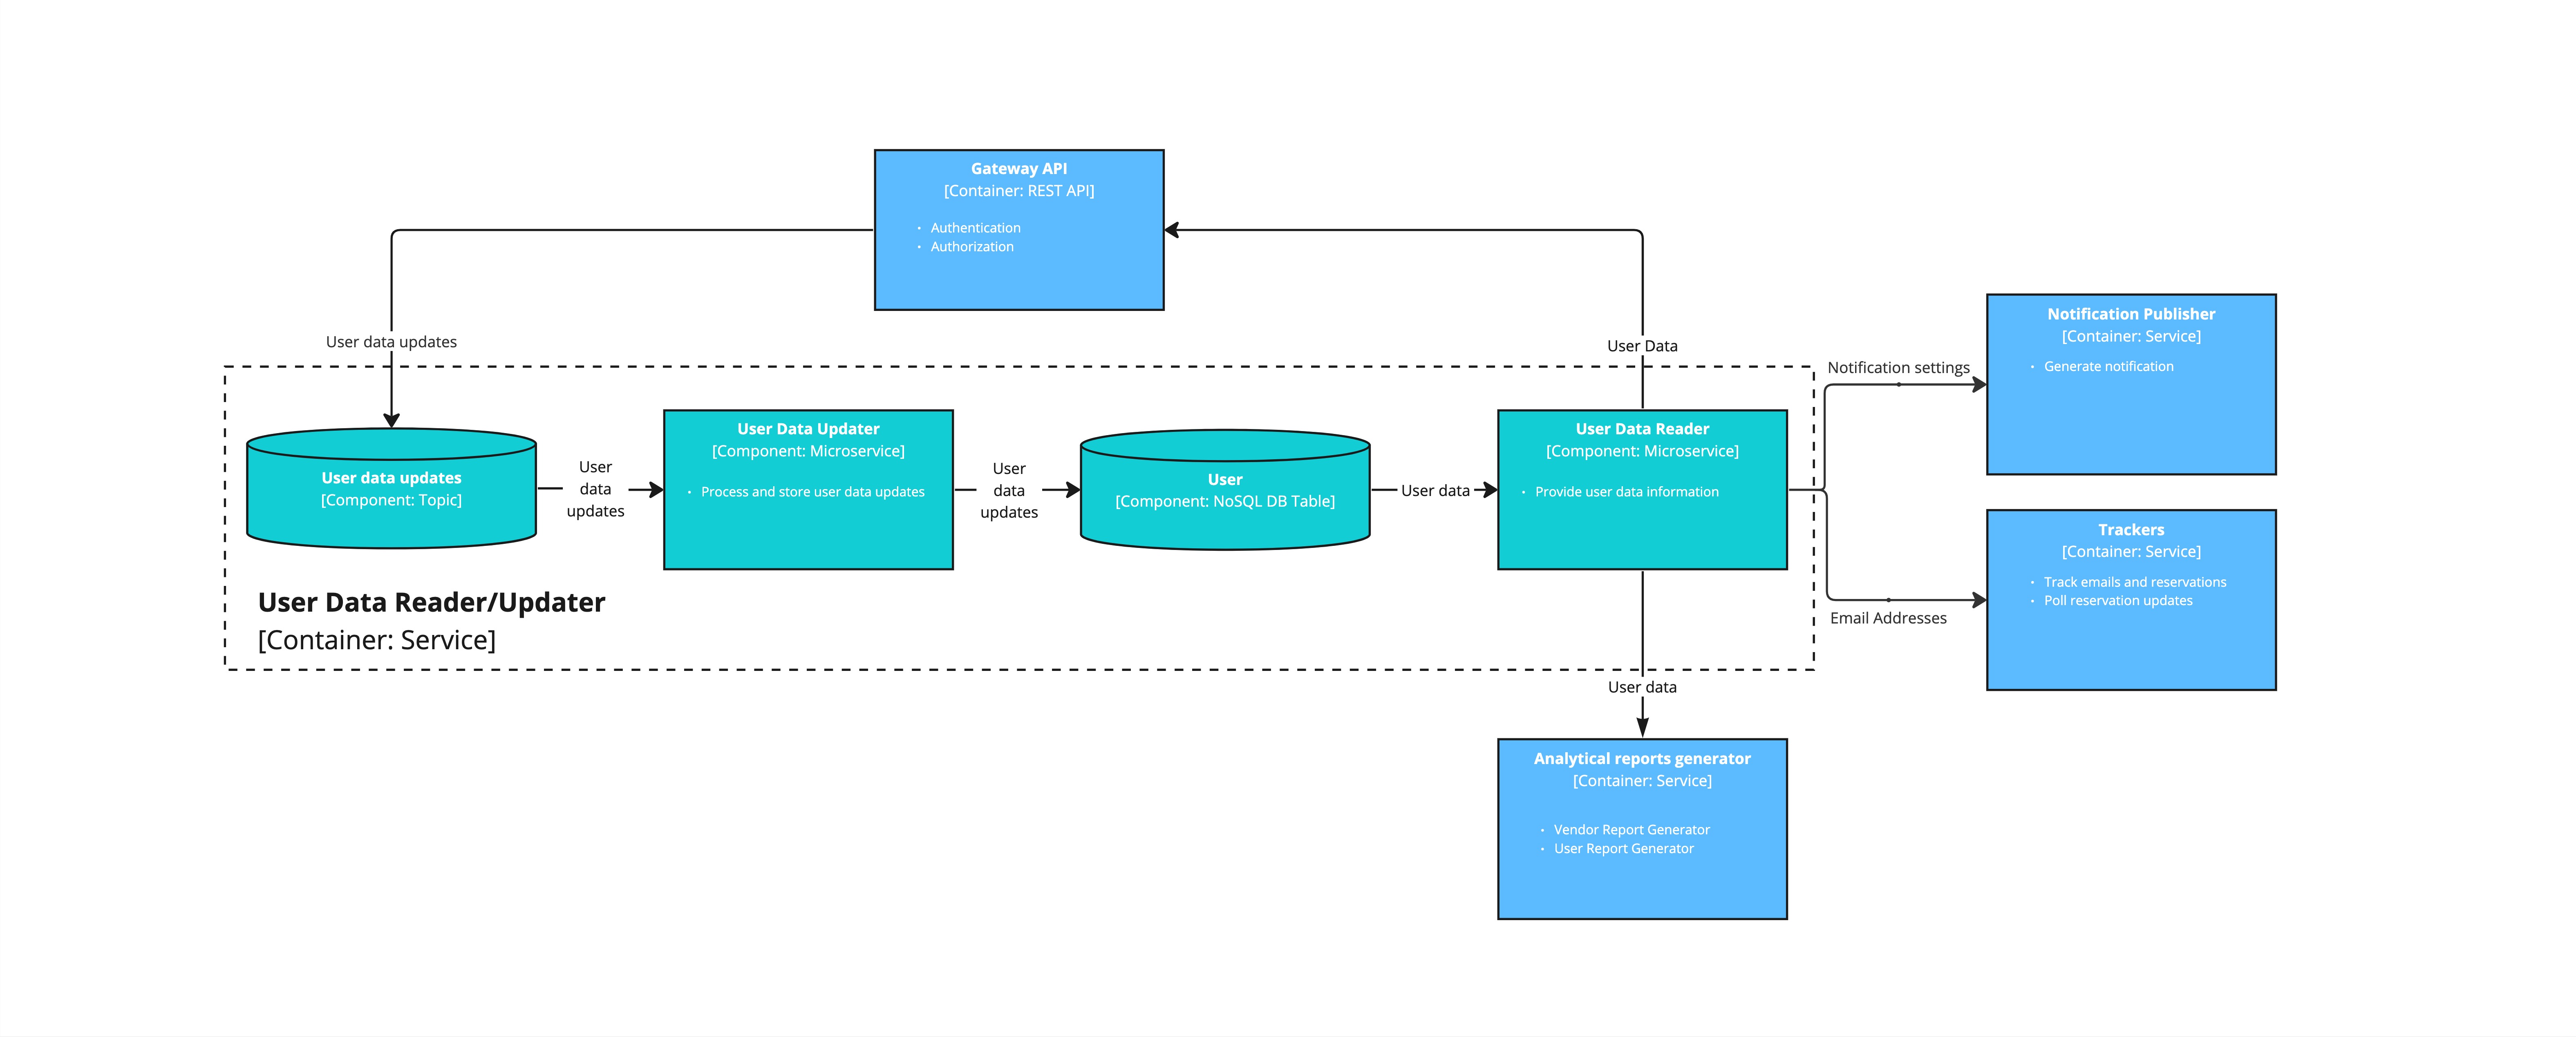 Gateway API
[Container: REST API]
• Authentication
• Authorization
User data updates
User Data
Notification Publisher
[Container: Service]
• Generate notification
Notification settings
User data updates
[Component: Topic]
User
data
updates
User Data Updater
[Component: Microservice]
• Process and store user data updates
User
data
updates
User
[Component: NoSQL DB Table]
User data
User Data Reader
[Component: Microservice]
• Provide user data information
Trackers
[Container: Service]
• Track emails and reservations
• Poll reservation updates
Email Addresses
User Data Reader/Updater
[Container: Service]
User data
Analytical reports generator
[Container: Service]
• Vendor Report Generator
• User Report Generator